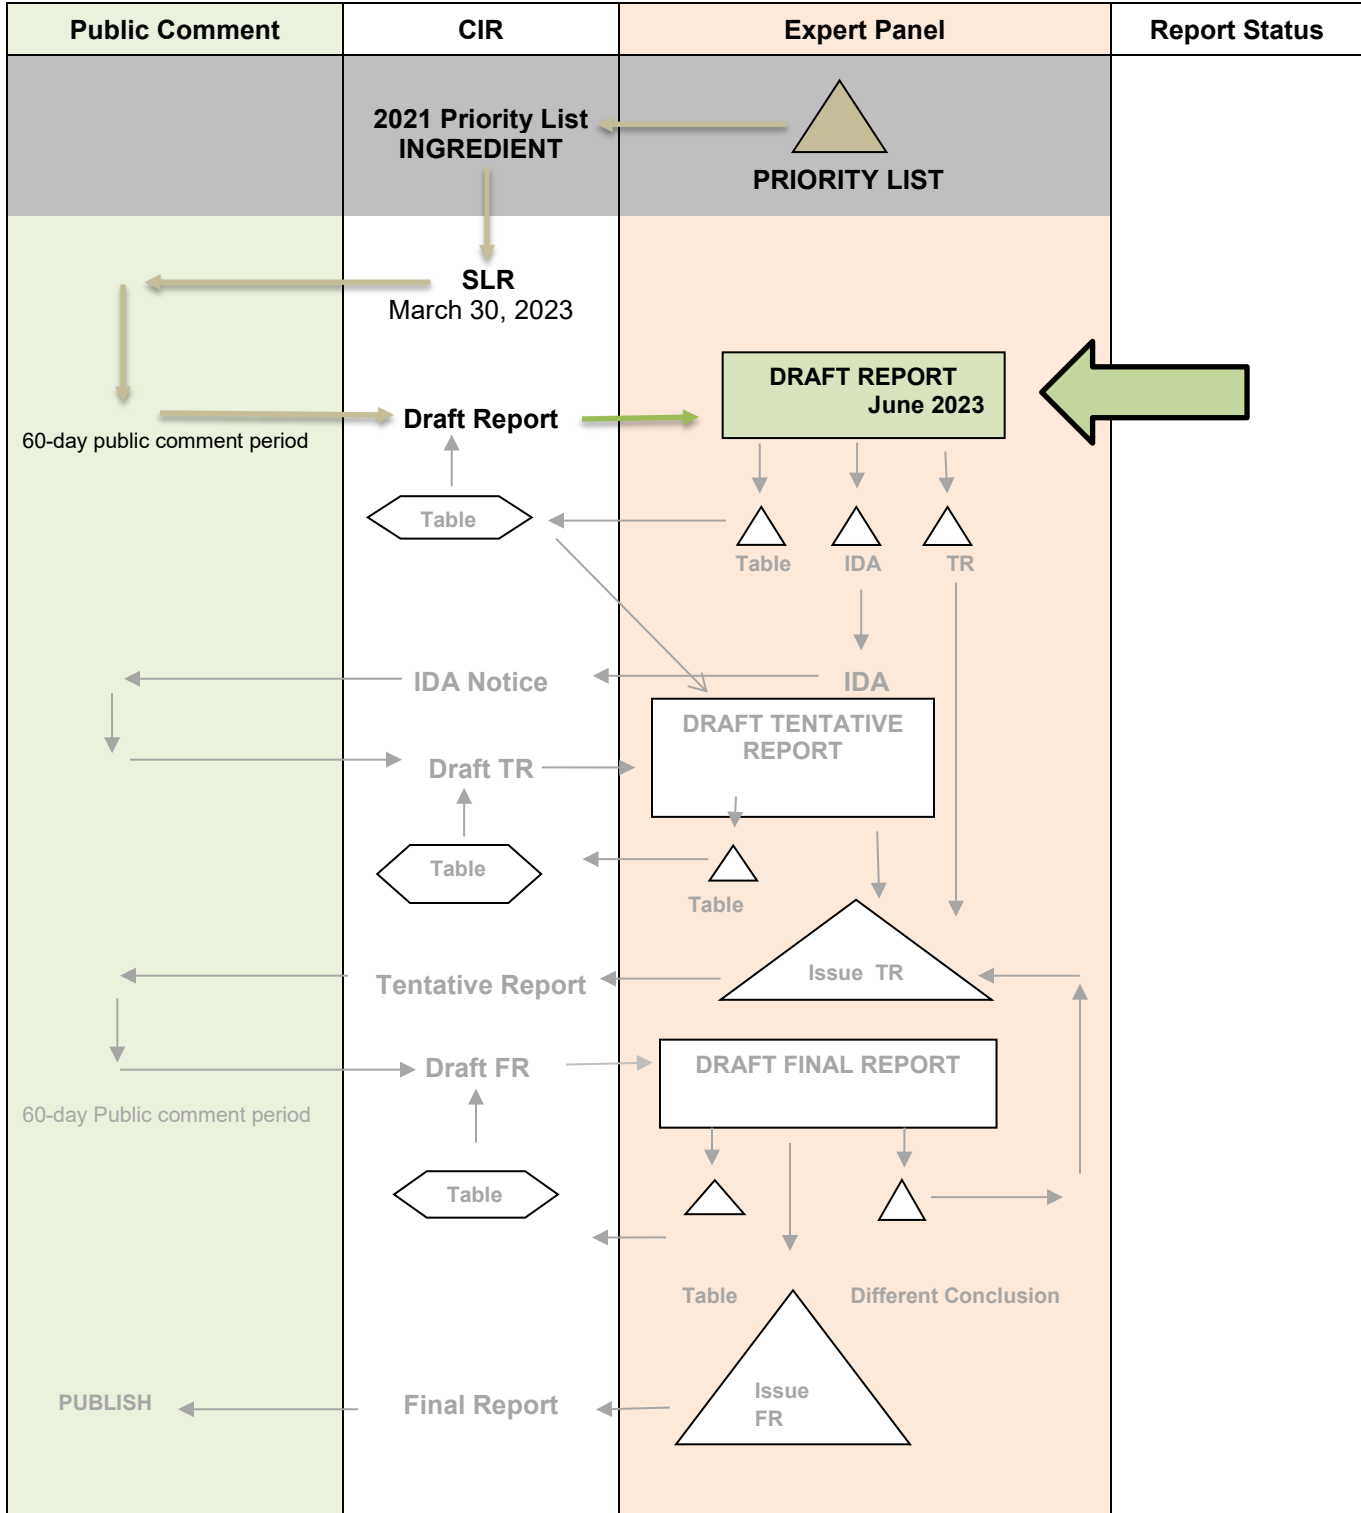 Public Comment
CIR
Expert Panel
Report Status
2021 Priority List
INGREDIENT
PRIORITY LIST
SLR
March 30, 2023
DRAFT REPORT
June 2023
Draft Report
60-day public comment period
Table
Table
IDA
TR
IDA Notice
IDA
DRAFT TENTATIVE
REPORT
Draft TR
Table
Table
Issue TR
Tentative Report
Draft FR
DRAFT FINAL REPORT
60-day Public comment period
Table
Table
Different Conclusion
Issue
FR
PUBLISH
Final Report